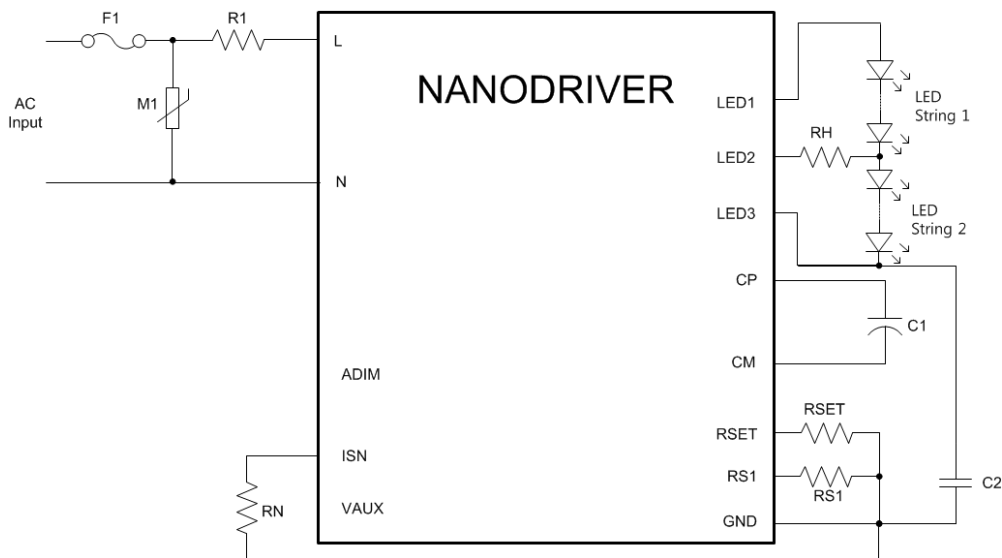 F1
R1
L
NANODRIVER
LED1
LED
String 1
AC
Input
M1
RH
LED2
N
LED3
LED
String 2
CP
C1
CM
ADIM
RSET
RSET
ISN
RS1
RS1
C2
RN
VAUX
GND